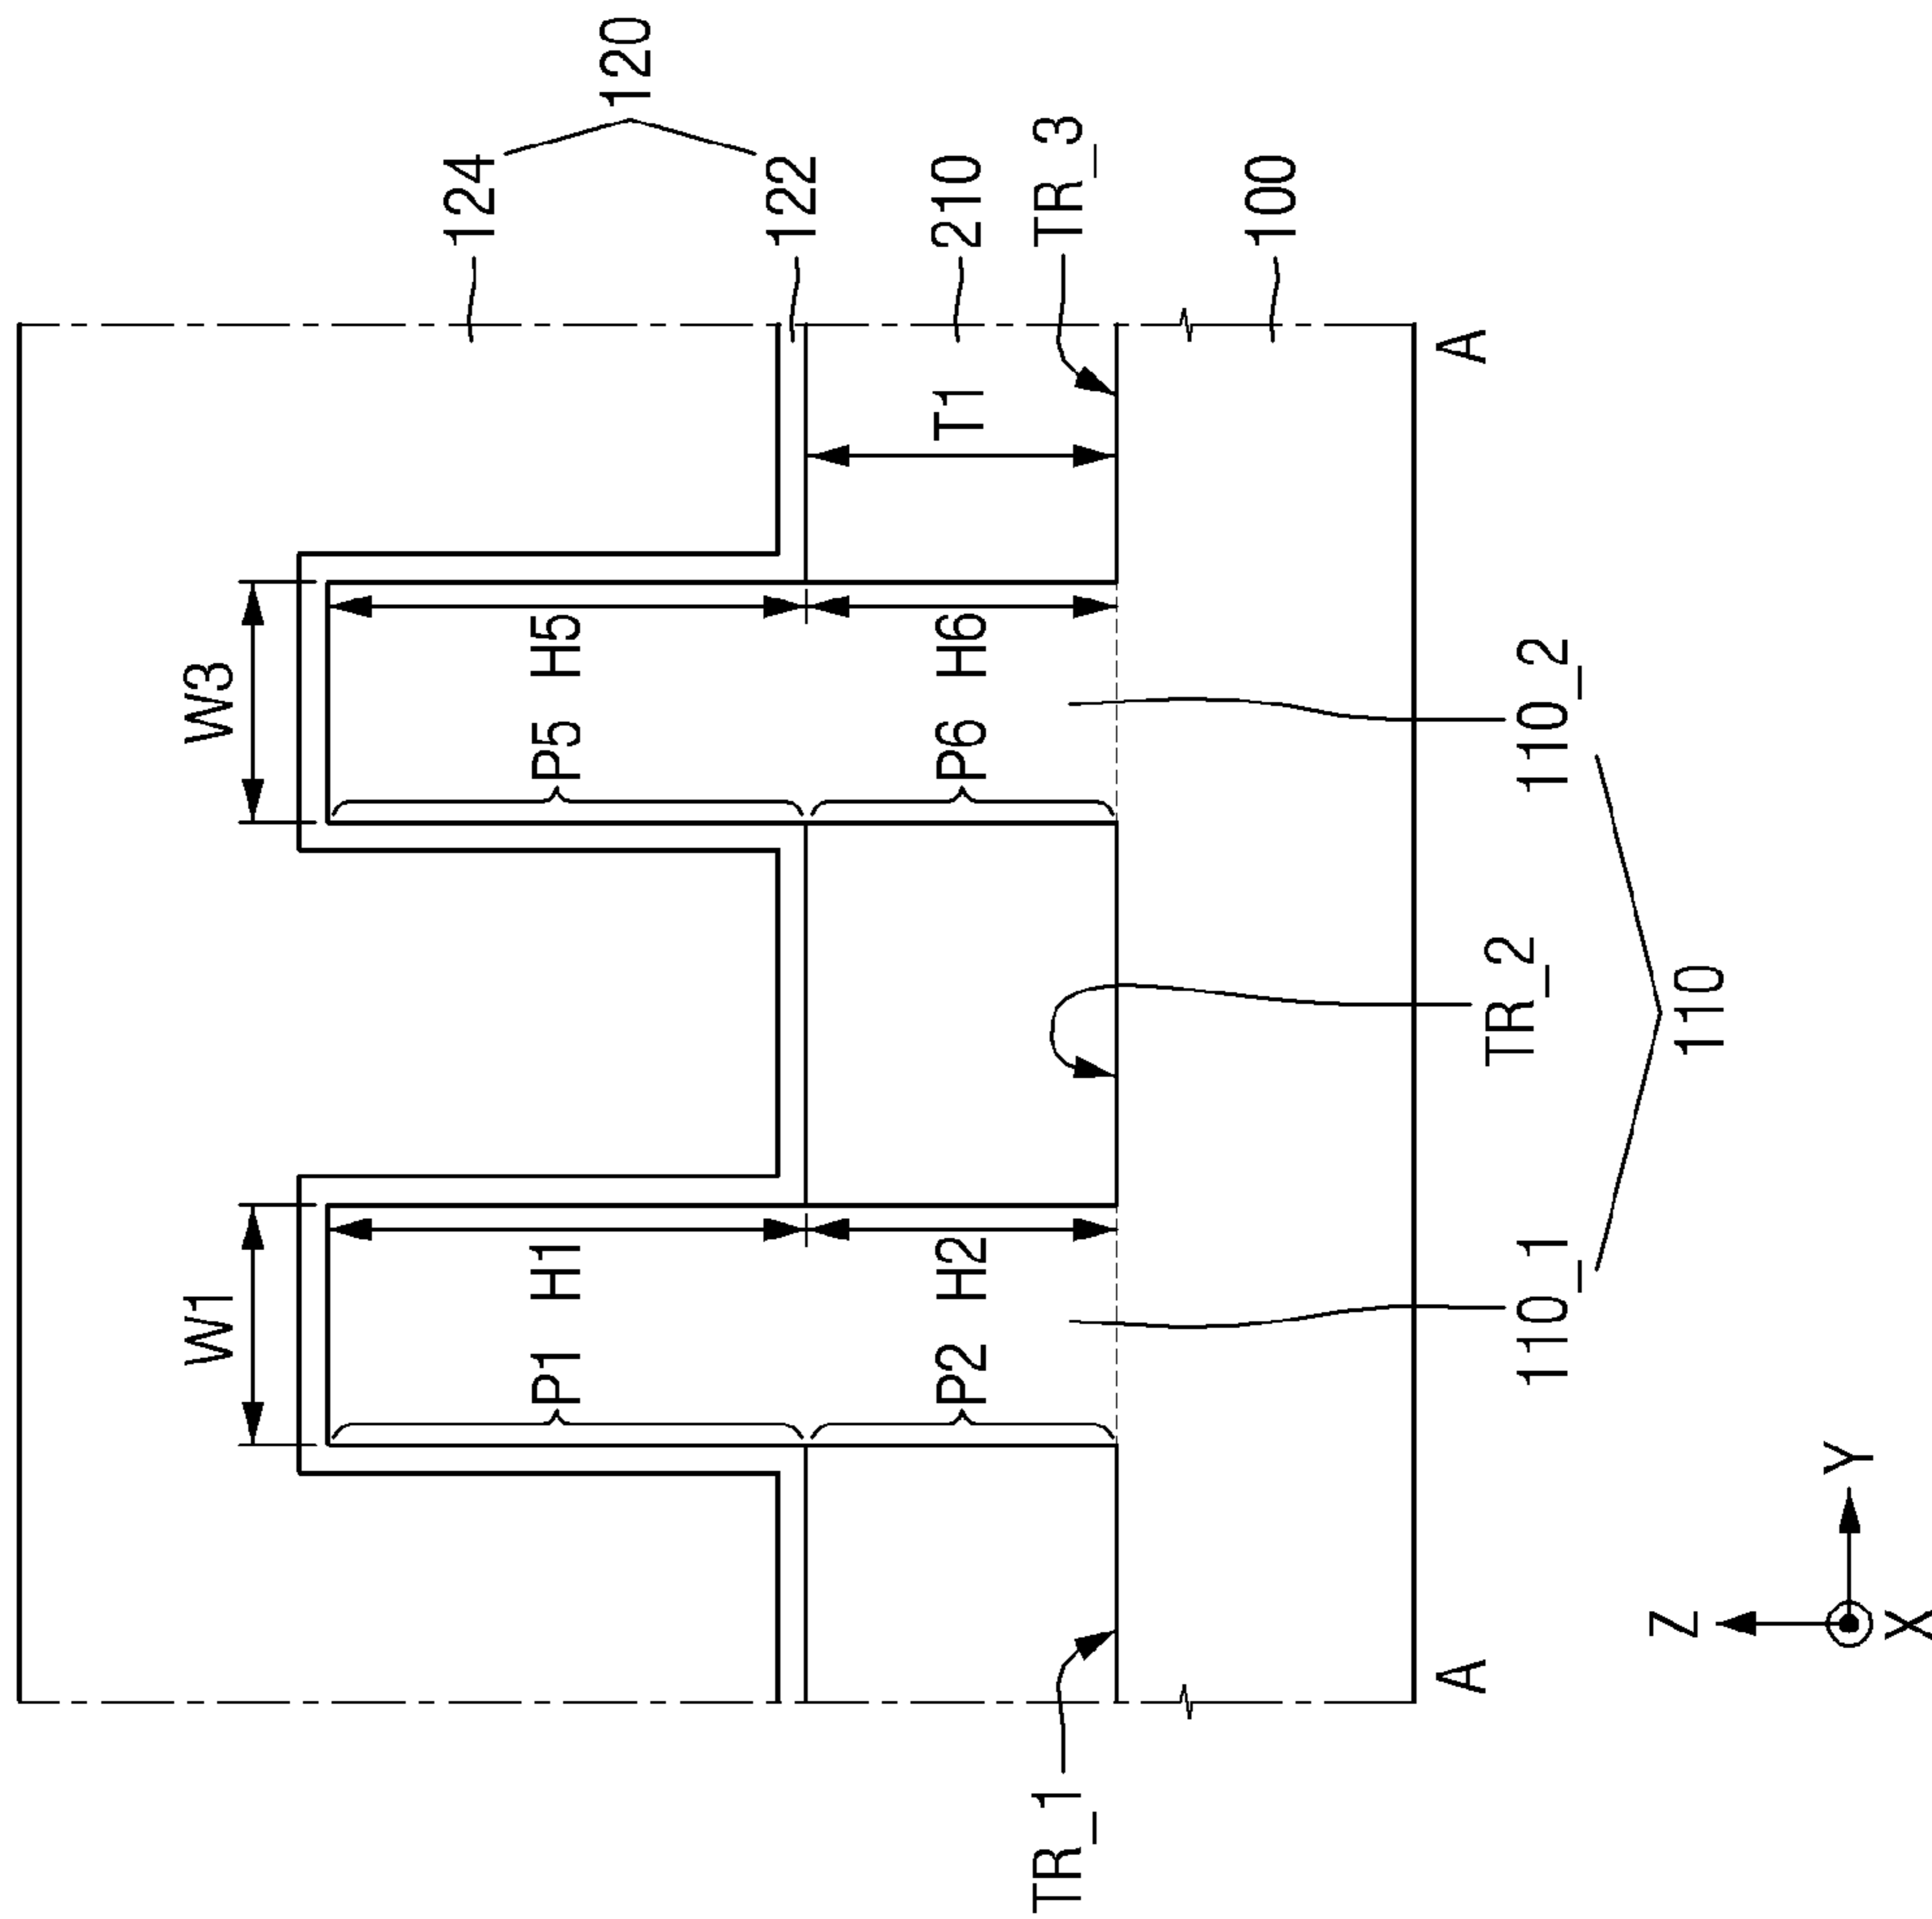 W1
W3
124
P1 H1
P5 H5
120
122
P2 H2
P6 H6
T1
210
TR_1
TR_3
100
A
A
TR_2
110_1
110_2
Z
110
Y
X